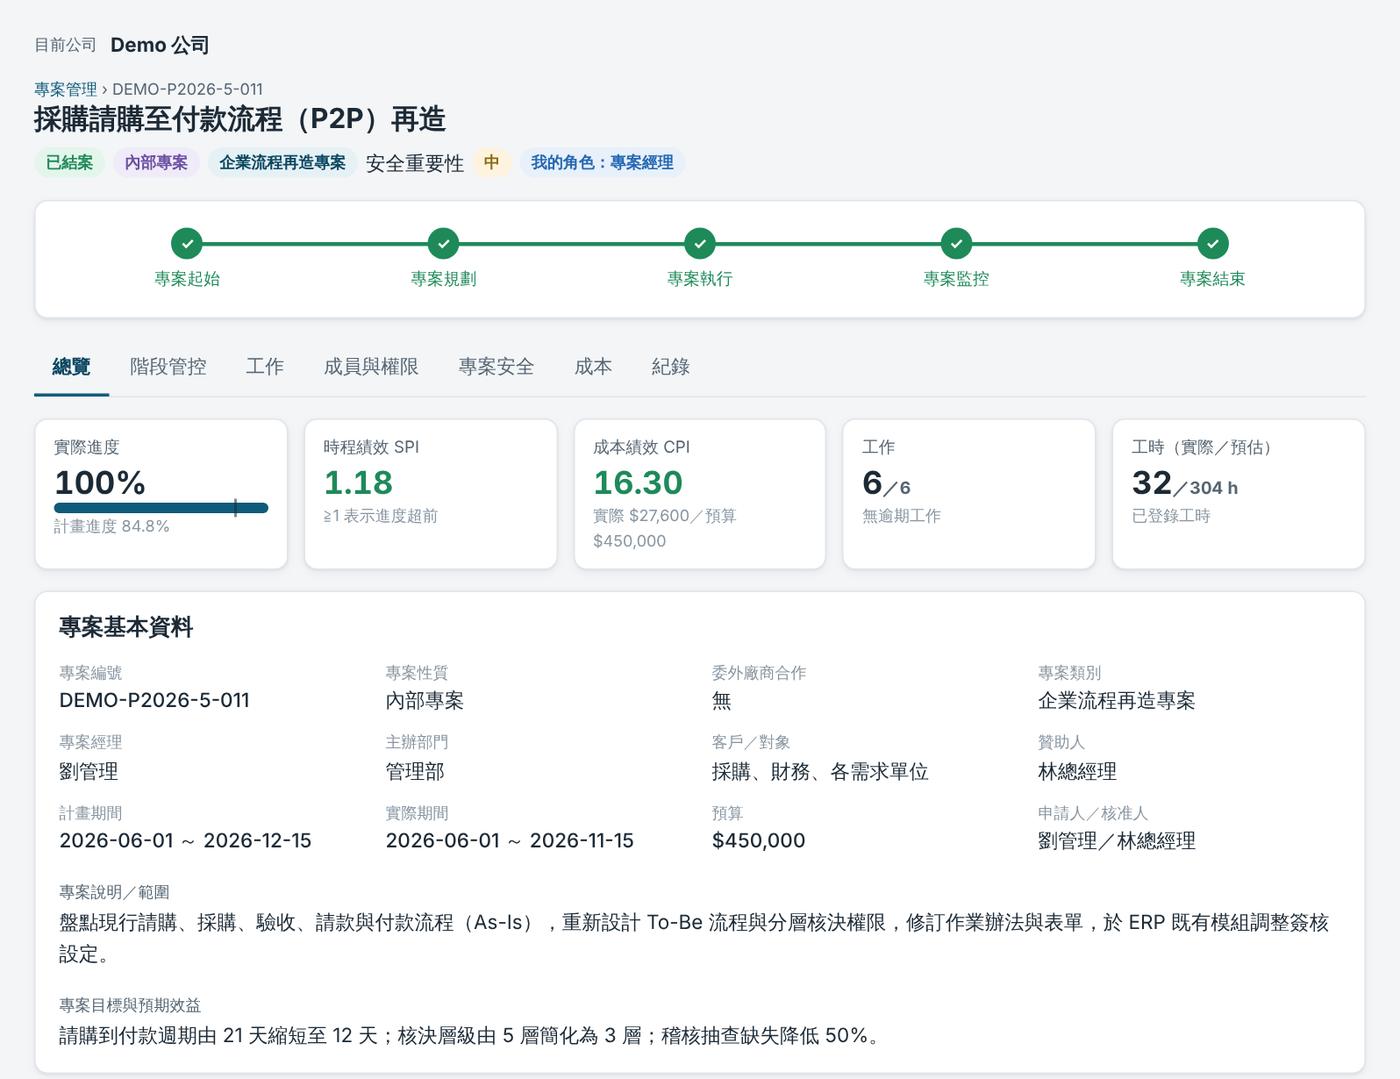 目前公司 Demo 公司
專案管理 › DEMO-P2026-5-011
採購請購至付款流程（P2P）再造
已結案 內部專案 企業流程再造專案 安全重要性 中 我的角色：專案經理
專案起始 專案規劃 專案執行 專案監控 專案結束
總覽 階段管控 工作 成員與權限 專案安全 成本 紀錄
實際進度
100%
計畫進度 84.8%
時程績效 SPI
1.18
≧1 表示進度超前
成本績效 CPI
16.30
實際 $27,600／預算
$450,000
工作
6／6
無逾期工作
工時（實際／預估）
32／304 h
已登錄工時
專案基本資料
專案編號 專案性質 委外廠商合作 專案類別
DEMO-P2026-5-011 內部專案 無 企業流程再造專案
專案經理 主辦部門 客戶／對象 贊助人
劉管理 管理部 採購、財務、各需求單位 林總經理
計畫期間 實際期間 預算 申請人／核准人
2026-06-01 ～ 2026-12-15 2026-06-01 ～ 2026-11-15 $450,000 劉管理／林總經理
專案說明／範圍
盤點現行請購、採購、驗收、請款與付款流程（As-Is），重新設計 To-Be 流程與分層核決權限，修訂作業辦法與表單，於 ERP 既有模組調整簽核
設定。
專案目標與預期效益
請購到付款週期由 21 天縮短至 12 天；核決層級由 5 層簡化為 3 層；稽核抽查缺失降低 50%。